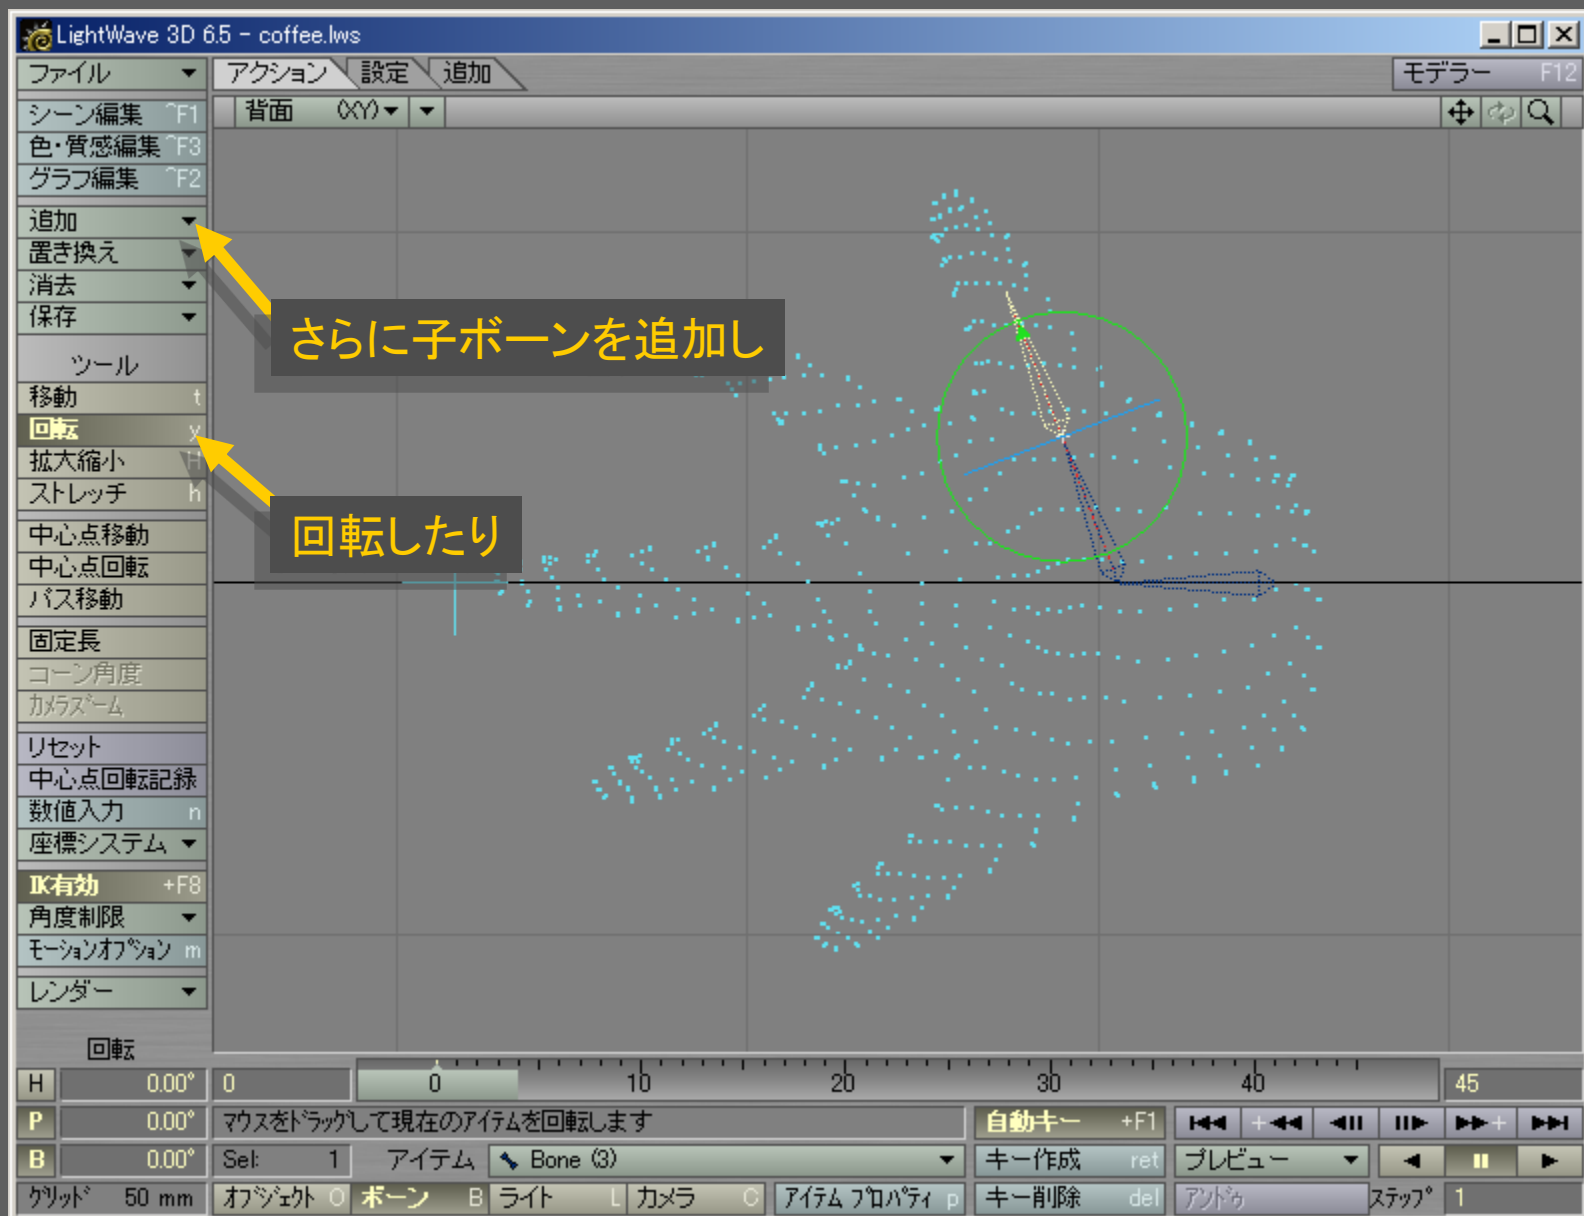 LightWave 3D 6.5 - coffee.lws
ファイル
アクション
設定
追加
モデラー F12
シーン編集 ^F1
背面 (XY)
色・質感編集 ^F3
グラフ編集 ^F2
追加
置き換え
消去
保存
さらに子ボーンを追加し
ツール
移動 t
回転 y
拡大縮小 H
ストレッチ h
回転したり
中心点移動
中心点回転
パス移動
固定長
コーン角度
カメラズーム
リセット
中心点回転記録
数値入力 n
座標システム
IK有効 +F8
角度制限
モーションオプション m
レンダー
回転
H 0.00° 0 0 10 20 30 40 45
P 0.00° マウスをドラッグして現在のアイテムを回転します 自動キー +F1
B 0.00° Sel: 1 アイテム Bone (3) キー作成 ret プレビュー
グリッド 50 mm オブジェクト O ボーン B ライト L カメラ C アイテム プロパティ p キー削除 del アンドゥ ステップ 1